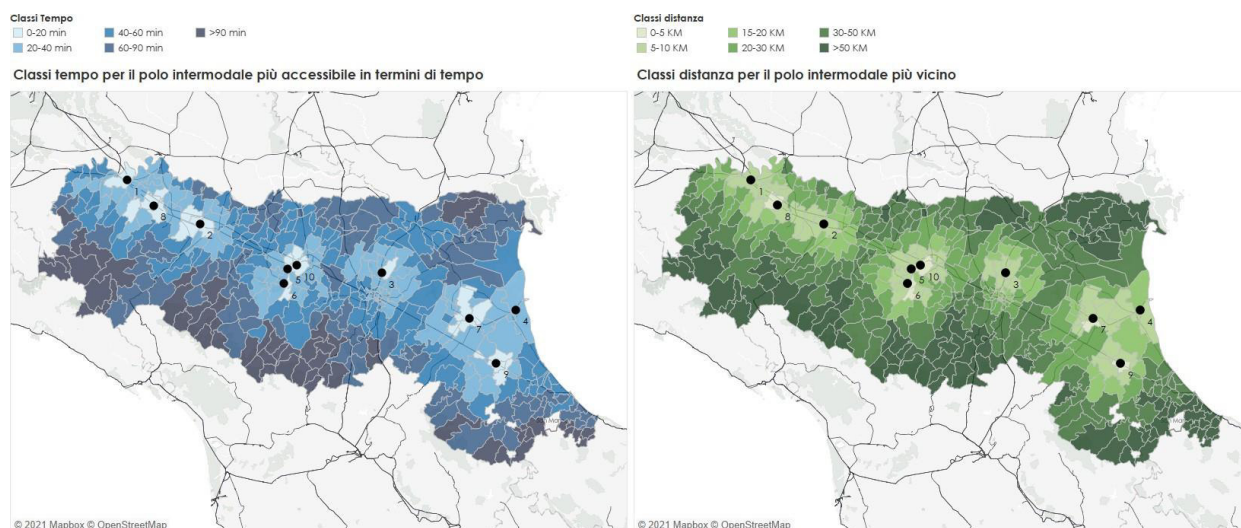 Classi Tempo
0-20 min 40-60 min >90 min
20-40 min 60-90 min
Classi tempo per il polo intermodale più accessibile in termini di tempo
1
8
2
5 10
6
3
7
4
9
© 2021 Mapbox © OpenStreetMap
Classi distanza
0-5 KM 15-20 KM 30-50 KM
5-10 KM 20-30 KM >50 KM
Classi distanza per il polo intermodale più vicino
1
8
2
5 10
6
3
7
4
9
© 2021 Mapbox © OpenStreetMap